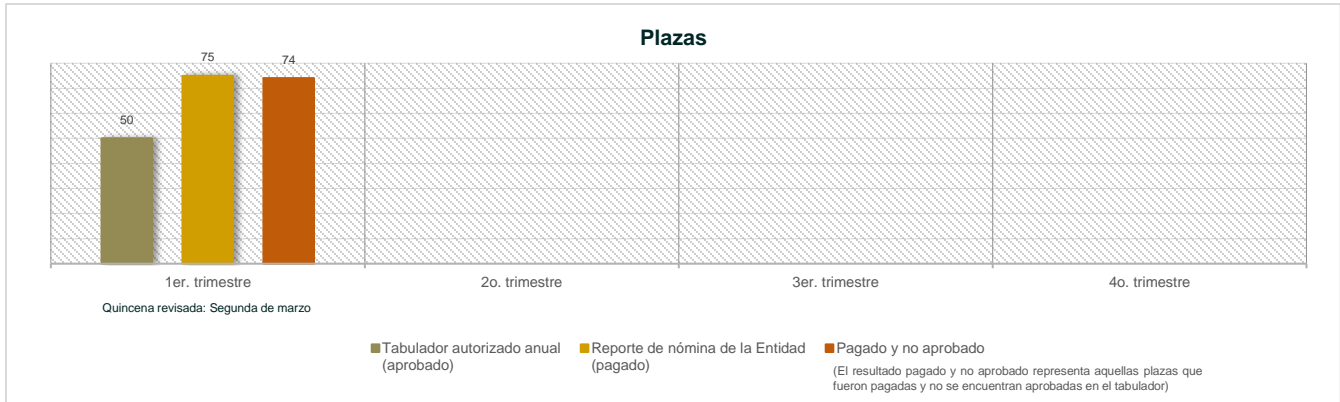 Plazas
75
74
50
1er. trimestre
2o. trimestre
3er. trimestre
4o. trimestre
Quincena revisada: Segunda de marzo
Tabulador autorizado anual
(aprobado)
Reporte de nómina de la Entidad
(pagado)
Pagado y no aprobado
(El resultado pagado y no aprobado representa aquellas plazas que
fueron pagadas y no se encuentran aprobadas en el tabulador)